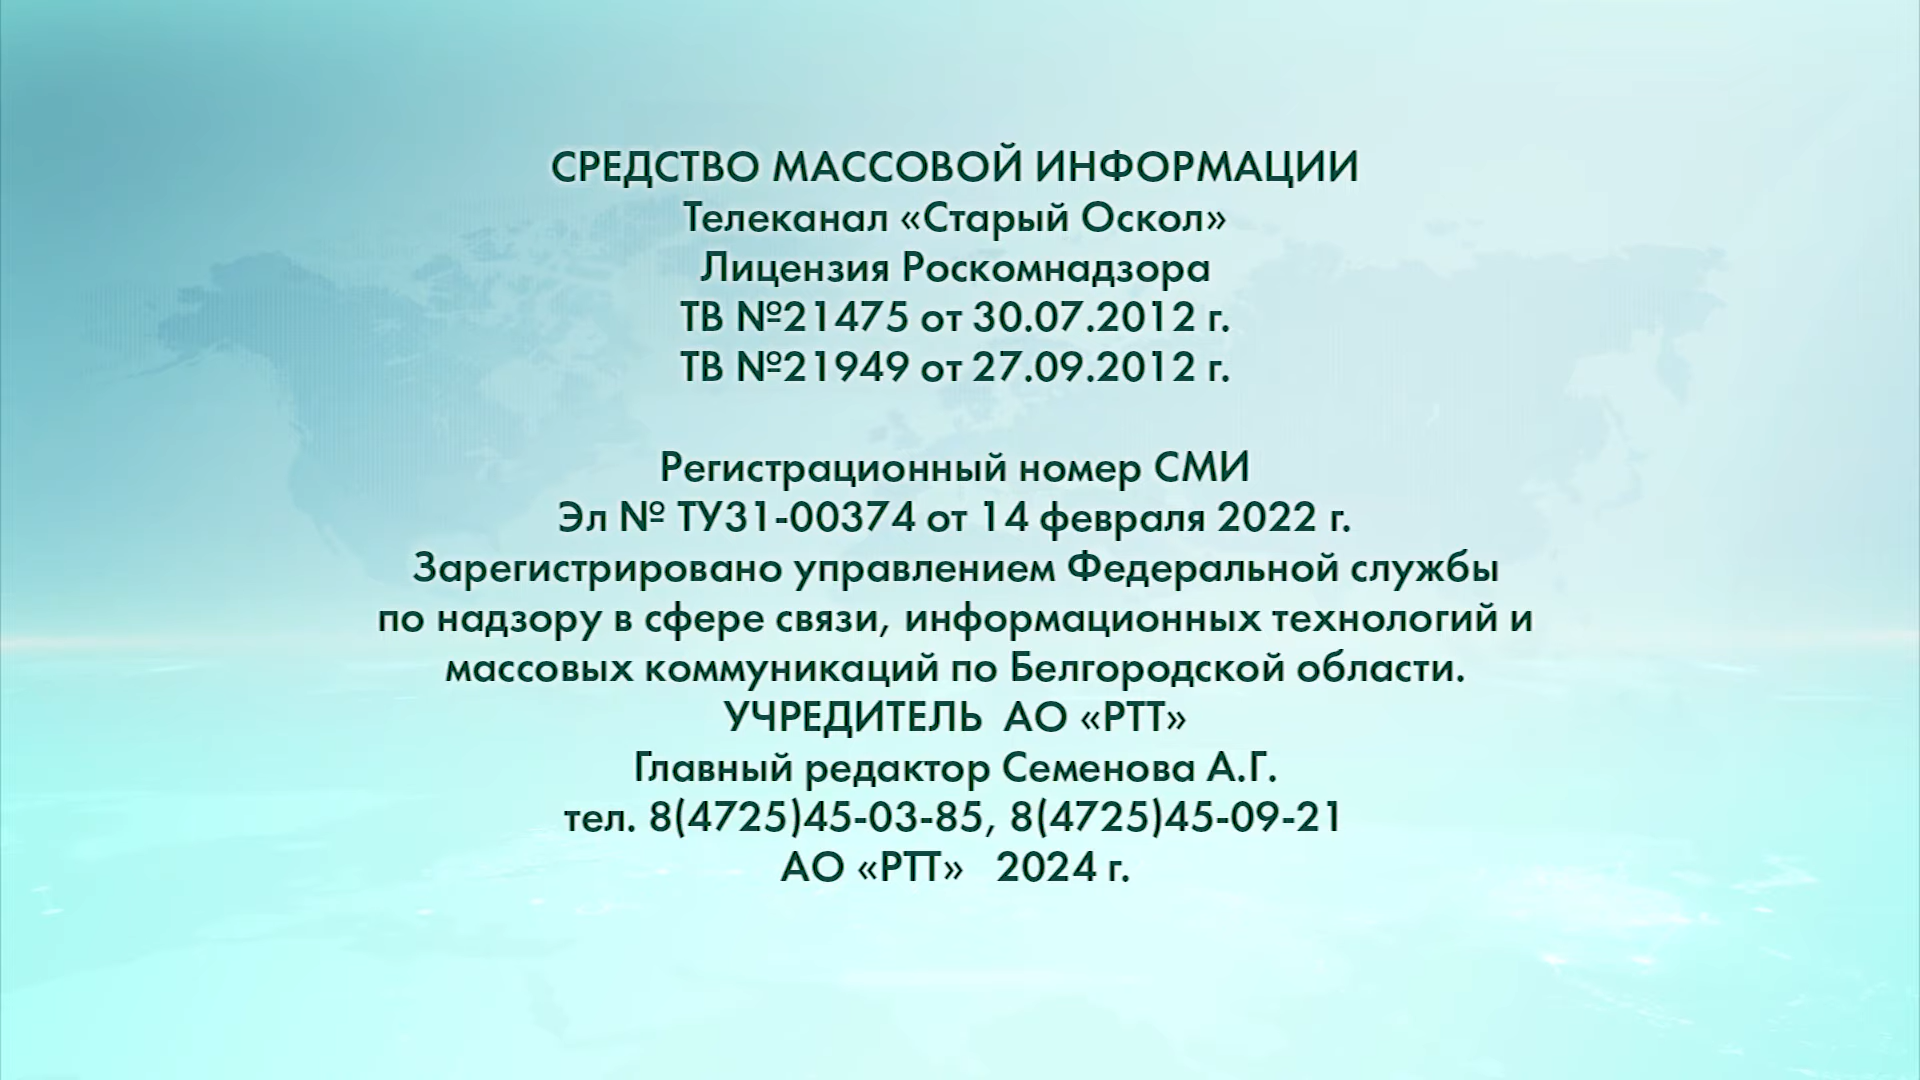 СРЕДСТВО МАССОВОЙ ИНФОРМАЦИИ
Телеканал «Старый Оскол»
Лицензия Роскомнадзора
ТВ №21475 от 30.07.2012 г.
ТВ №21949 от 27.09.2012 г.
Регистрационный номер СМИ
Эл № ТУ31-00374 от 14 февраля 2022 г.
Зарегистрировано управлением Федеральной службы
по надзору в сфере связи, информационных технологий и
массовых коммуникаций по Белгородской области.
УЧРЕДИТЕЛЬ АО «РТТ»
Главный редактор Семенова А.Г.
тел. 8(4725)45-03-85, 8(4725)45-09-21
АО «РТТ» 2024 г.